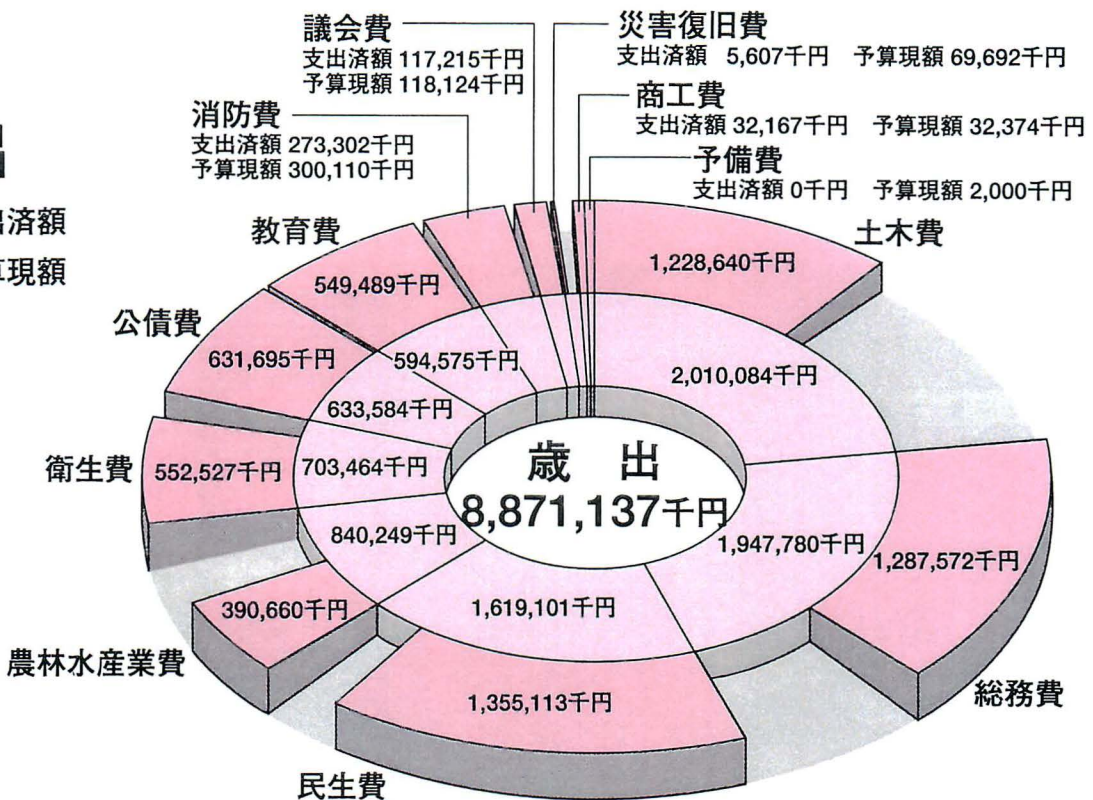 議会費
支出済額 117,215千円
予算現額 118,124千円
災害復旧費
支出済額 5,607千円 予算現額 69,692千円
消防費
支出済額 273,302千円
予算現額 300,110千円
商工費
支出済額 32,167千円 予算現額 32,374千円
予備費
支出済額 0千円 予算現額 2,000千円
済額
現額
教育費
549,489千円
594,575千円
土木費
1,228,640千円
2,010,084千円
公債費
631,695千円
633,584千円
衛生費
552,527千円
703,464千円
歳 出
8,871,137千円
840,249千円
390,660千円
農林水産業費
1,947,780千円
1,287,572千円
総務費
1,619,101千円
1,355,113千円
民生費